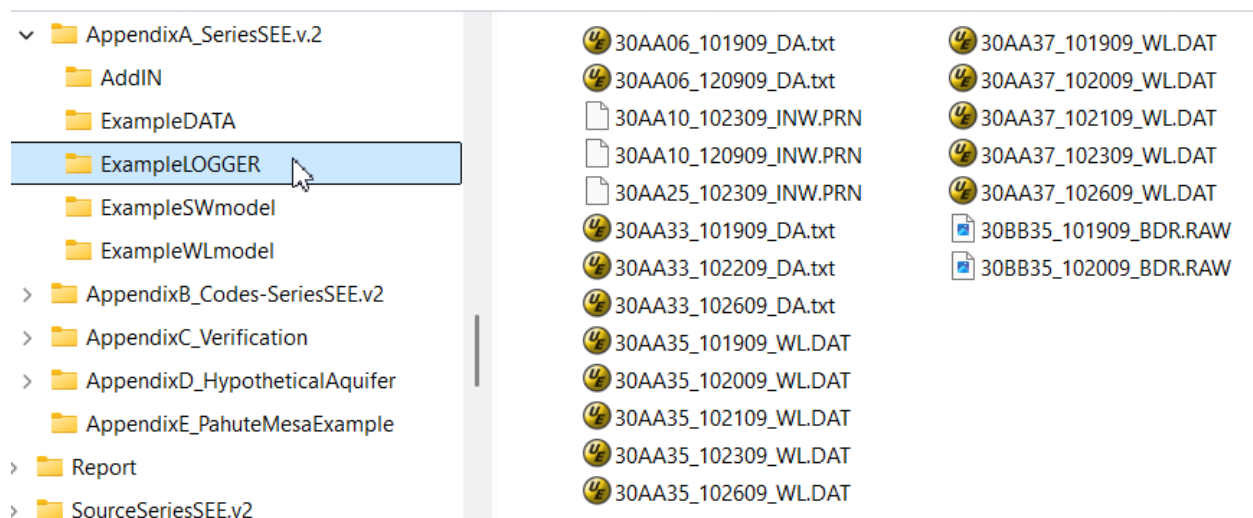 AppendixA_SeriesSEE.v.2
AddIN
ExampleDATA
ExampleLOGGER
ExampleSWmodel
ExampleWLmodel
AppendixB_Codes-SeriesSEE.v2
AppendixC_Verification
AppendixD_HypotheticalAquifer
AppendixE_PahuteMesaExample
Report
SourceSeriesSEE.v2
30AA06_101909_DA.txt
30AA06_120909_DA.txt
30AA10_102309_INW.PRN
30AA10_120909_INW.PRN
30AA25_102309_INW.PRN
30AA33_101909_DA.txt
30AA33_102209_DA.txt
30AA33_102609_DA.txt
30AA35_101909_WL.DAT
30AA35_102009_WL.DAT
30AA35_102109_WL.DAT
30AA35_102309_WL.DAT
30AA35_102609_WL.DAT
30AA37_101909_WL.DAT
30AA37_102009_WL.DAT
30AA37_102109_WL.DAT
30AA37_102309_WL.DAT
30AA37_102609_WL.DAT
30BB35_101909_BDR.RAW
30BB35_102009_BDR.RAW